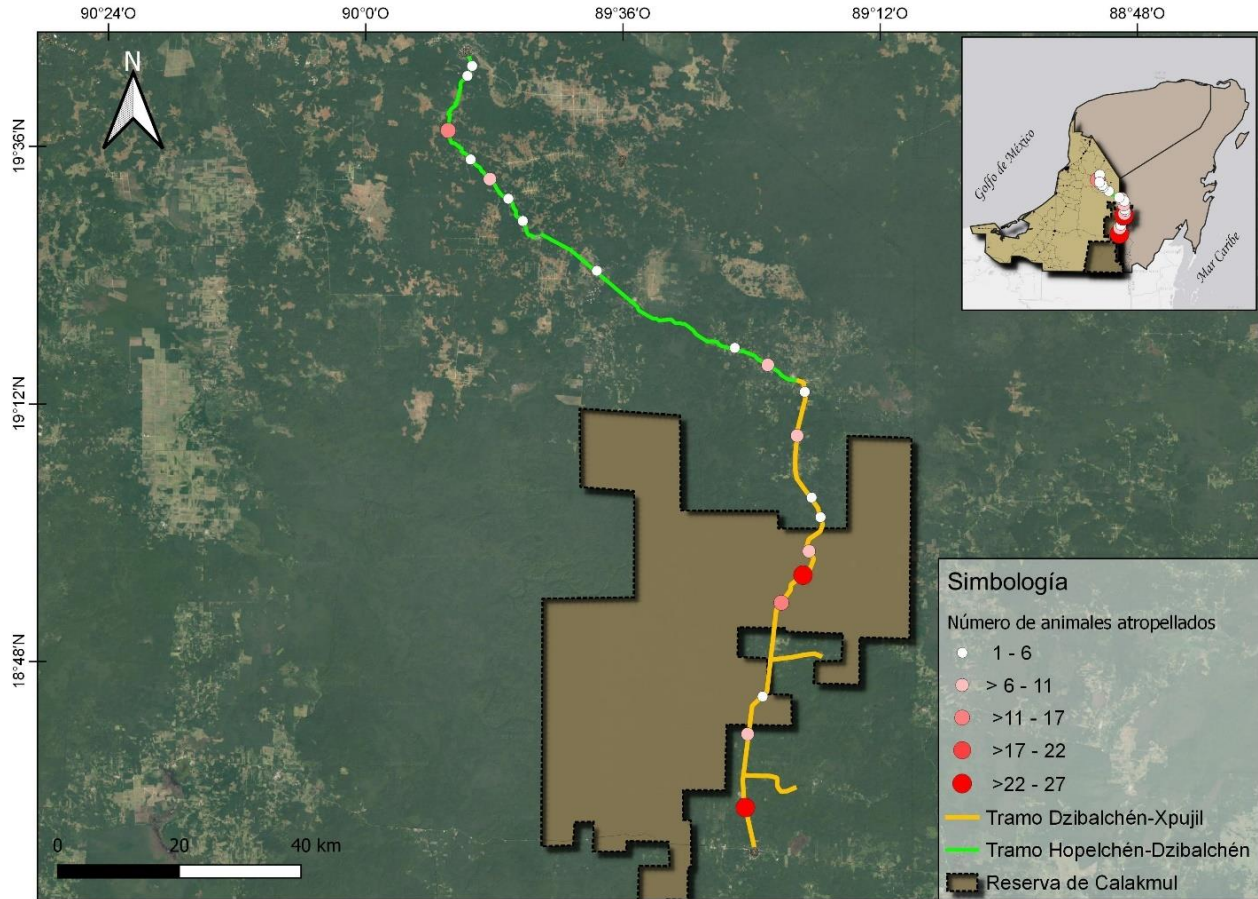 90°24'O
90°0'O
89°36'O
89°12'O
88°48'O
N
19°36'N
19°12'N
18°48'N
Golfo de México
Mar Caribe
Simbología
Número de animales atropellados
1 - 6
> 6 - 11
>11 - 17
>17 - 22
>22 - 27
Tramo Dzibalchén-Xpujil
Tramo Hopelchén-Dzibalchén
Reserva de Calakmul
0 20 40 km